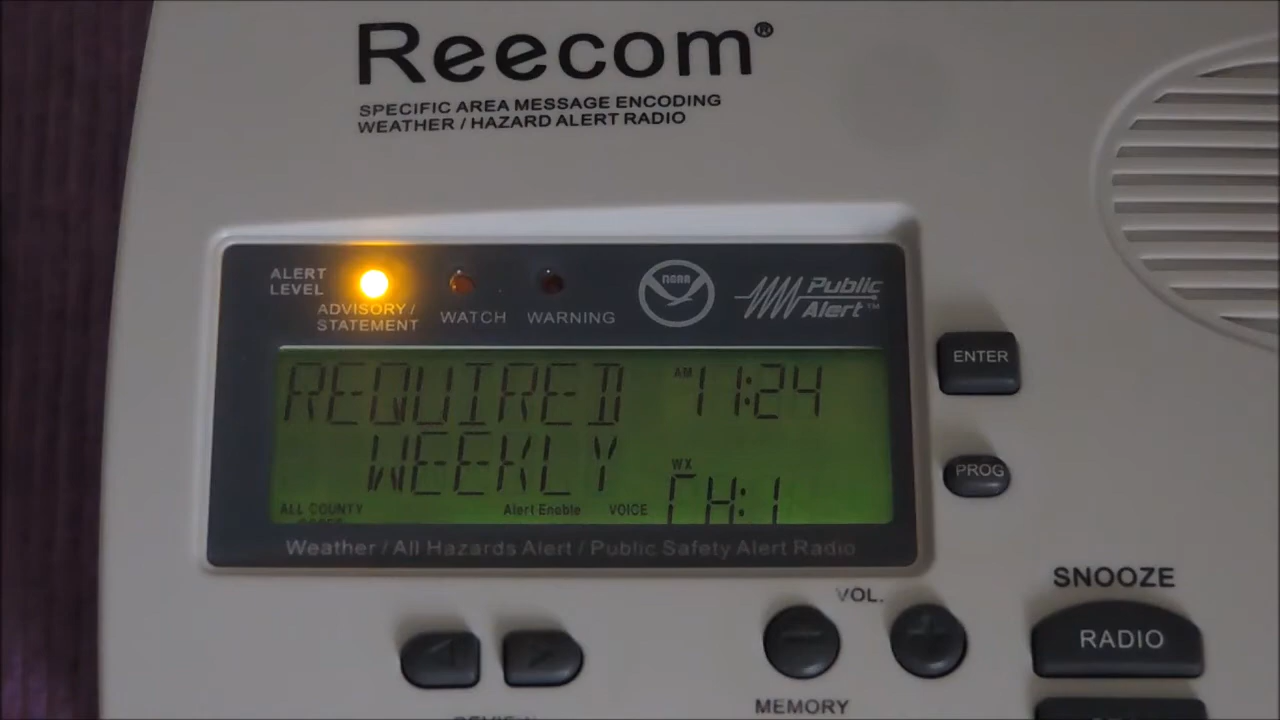 Reecom®
SPECIFIC AREA MESSAGE ENCODING
WEATHER / HAZARD ALERT RADIO
ALERT
LEVEL
ADVISORY /
STATEMENT
WATCH
WARNING
NOAA
Public
Alert™
REQUIRED
AM 11:24
WEEKLY
WX
CH:1
ALL COUNTY
Alert Enable
VOICE
Weather / All Hazards Alert / Public Safety Alert Radio
ENTER
PROG
VOL.
− +
< >
SNOOZE
RADIO
MEMORY